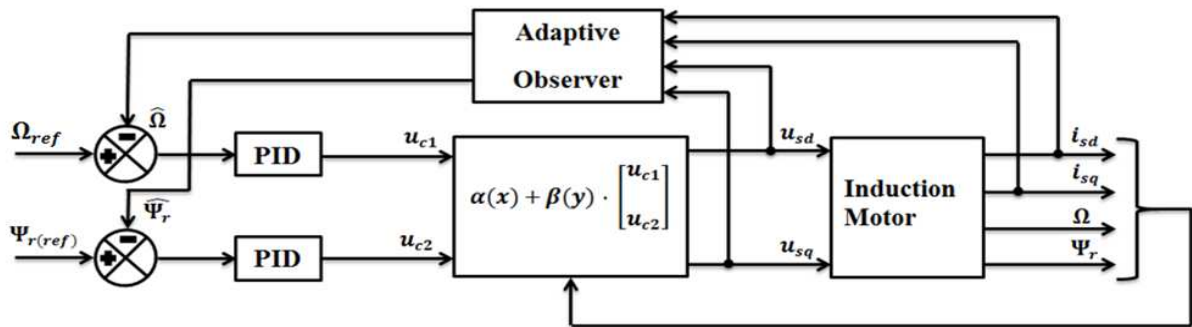 Adaptive
Observer
Ω_ref
−
Ω̂
+
PID
u_c1
Ψ_r(ref)
−
Ψ̂_r
+
PID
u_c2
α(x) + β(y) · [u_c1
u_c2]
u_sd
u_sq
Induction
Motor
i_sd
i_sq
Ω
Ψ_r